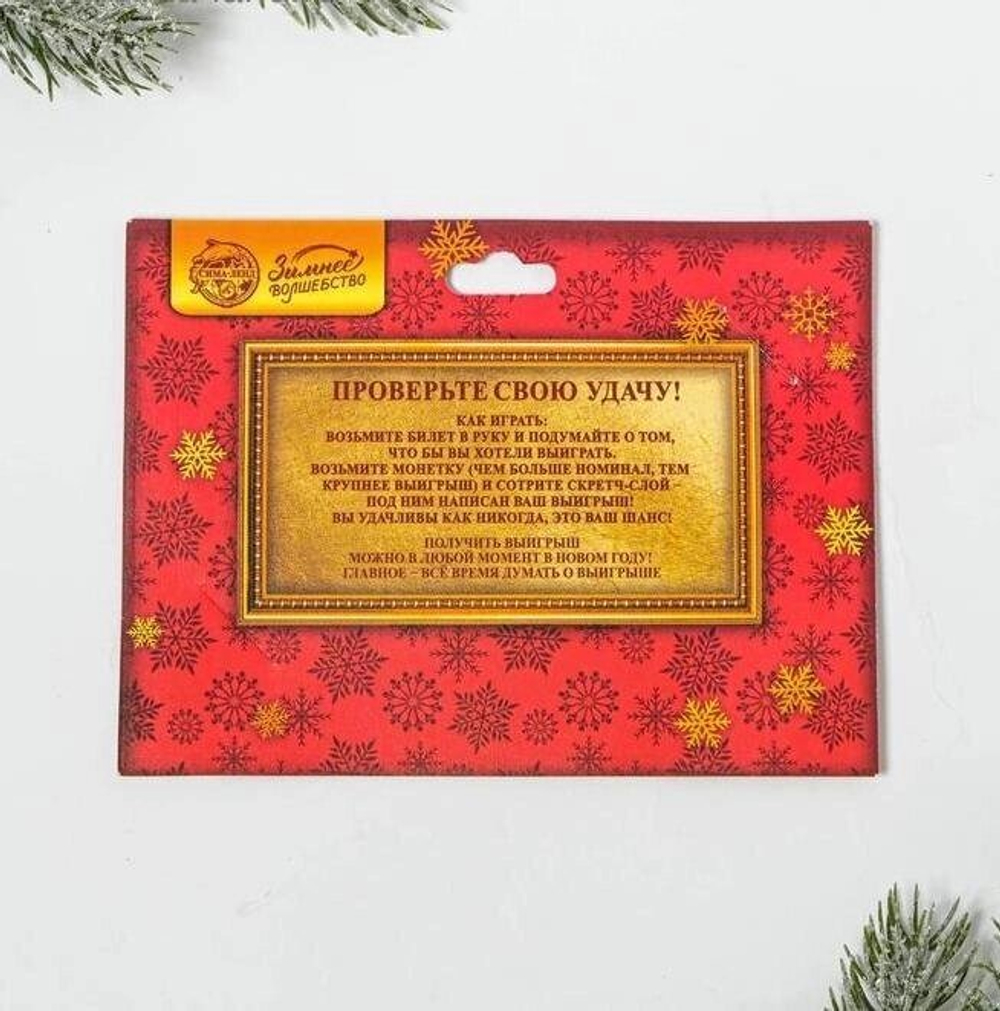 СИМА-ЛЕНД
Зимнее
ВОЛШЕБСТВО
ПРОВЕРЬТЕ СВОЮ УДАЧУ!
КАК ИГРАТЬ:
ВОЗЬМИТЕ БИЛЕТ В РУКУ И ПОДУМАЙТЕ О ТОМ,
ЧТО БЫ ВЫ ХОТЕЛИ ВЫИГРАТЬ.
ВОЗЬМИТЕ МОНЕТКУ (ЧЕМ БОЛЬШЕ НОМИНАЛ, ТЕМ
КРУПНЕЕ ВЫИГРЫШ) И СОТРИТЕ СКРЕТЧ-СЛОЙ –
ПОД НИМ НАПИСАН ВАШ ВЫИГРЫШ!
ВЫ УДАЧЛИВЫ КАК НИКОГДА, ЭТО ВАШ ШАНС!
ПОЛУЧИТЬ ВЫИГРЫШ
МОЖНО В ЛЮБОЙ МОМЕНТ В НОВОМ ГОДУ!
ГЛАВНОЕ – ВСЁ ВРЕМЯ ДУМАТЬ О ВЫИГРЫШЕ